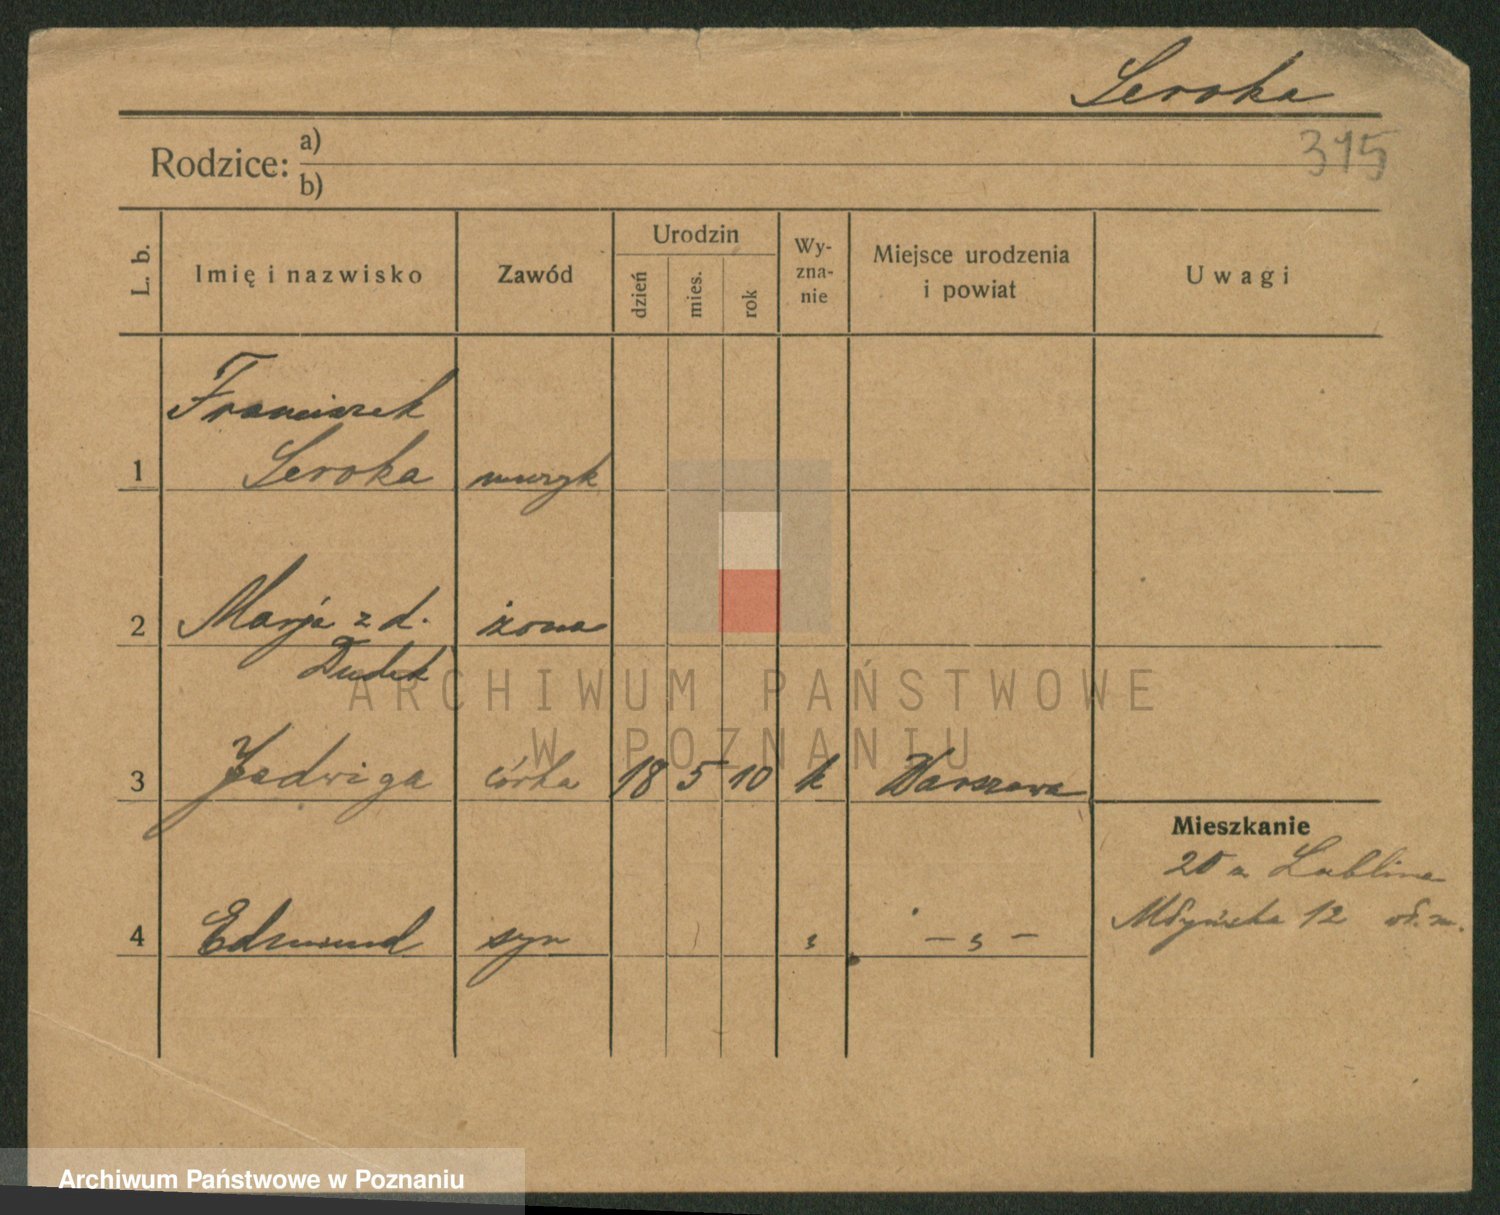 Seroka
315
Rodzice: a)
b)
L. b. Imię i nazwisko Zawód Urodzin dzień mies. rok Wy-zna-nie Miejsce urodzenia i powiat Uwagi
Franciszek
1 Seroka muzyk
2 Marja z d. żona
Dudek
3 Jadwiga córka 18 5 10 k Warszawa
Mieszkanie
20 z Lublina
Młyńska 12
4 Edmund syn " — " —
ARCHIWUM PAŃSTWOWE
W POZNANIU
Archiwum Państwowe w Poznaniu